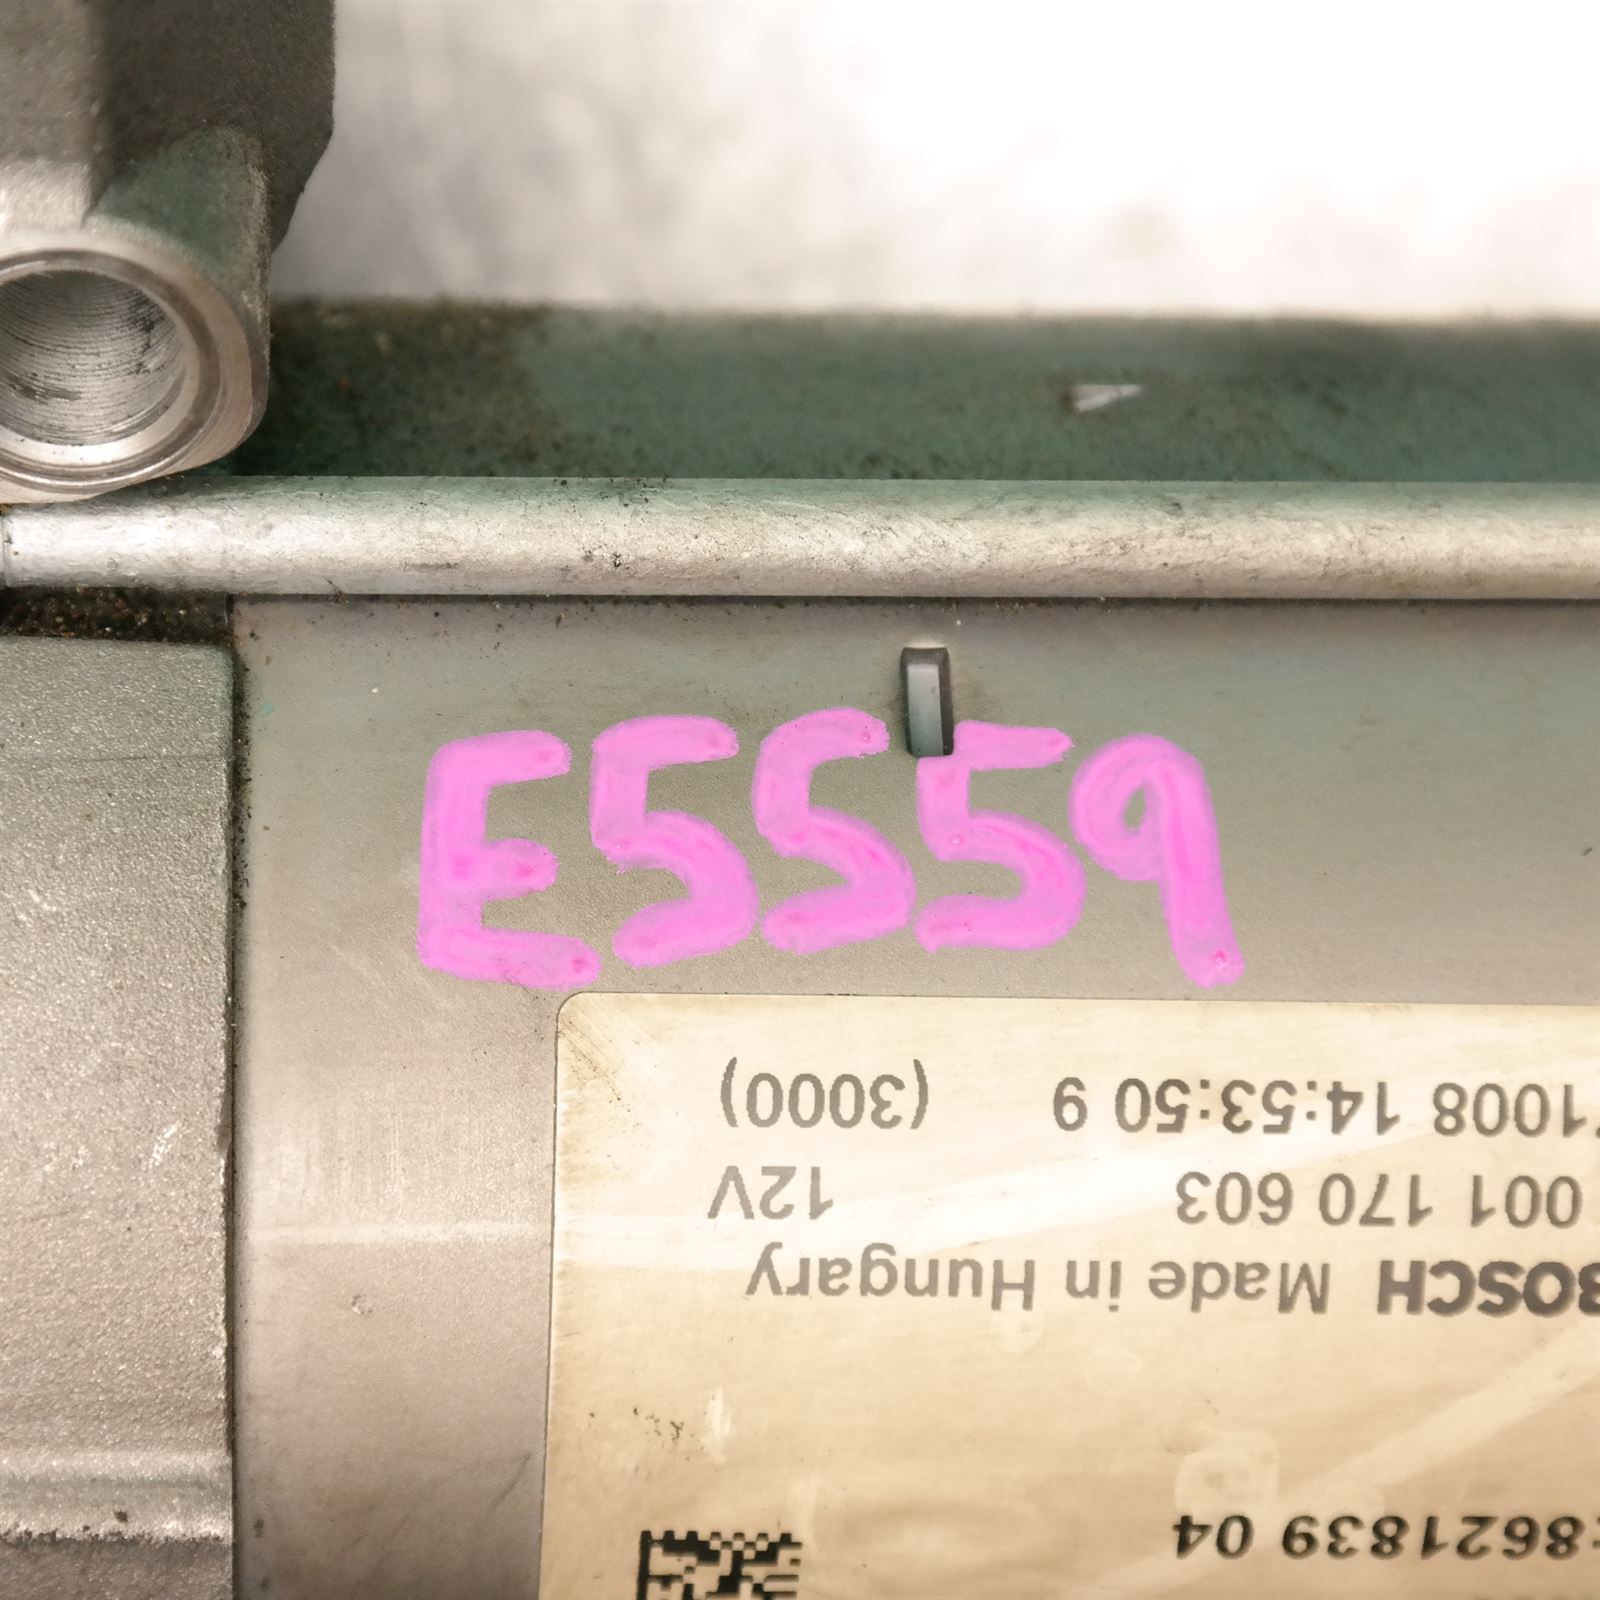 E5559
8621839 04
BOSCH Made in Hungary
001 170 603 12V
1008 14:53:50 9 (3000)